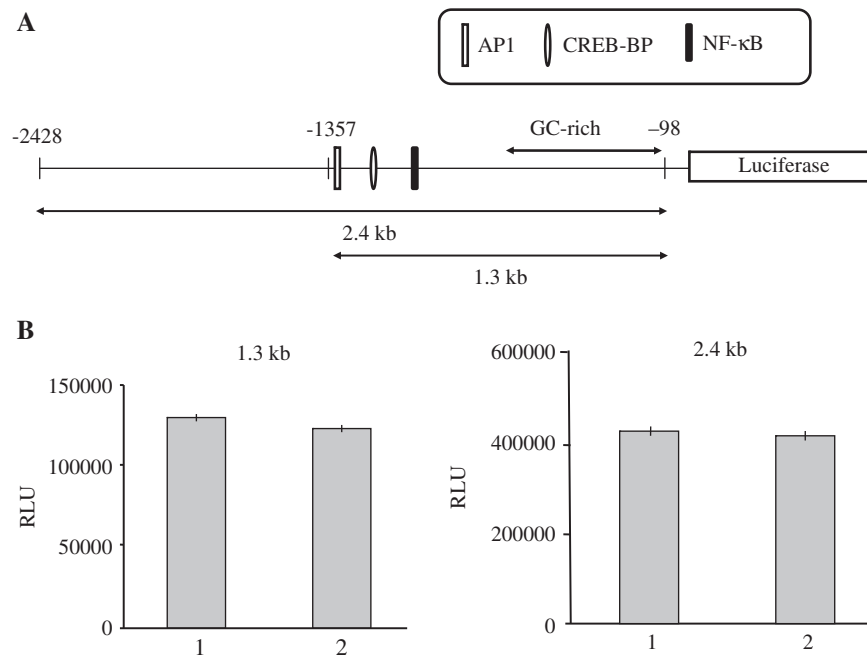 A
AP1 CREB-BP NF-κB
-2428 -1357 GC-rich –98
Luciferase
2.4 kb
1.3 kb
B
1.3 kb
150000
100000
50000
0
RLU
1 2
2.4 kb
600000
400000
200000
0
RLU
1 2